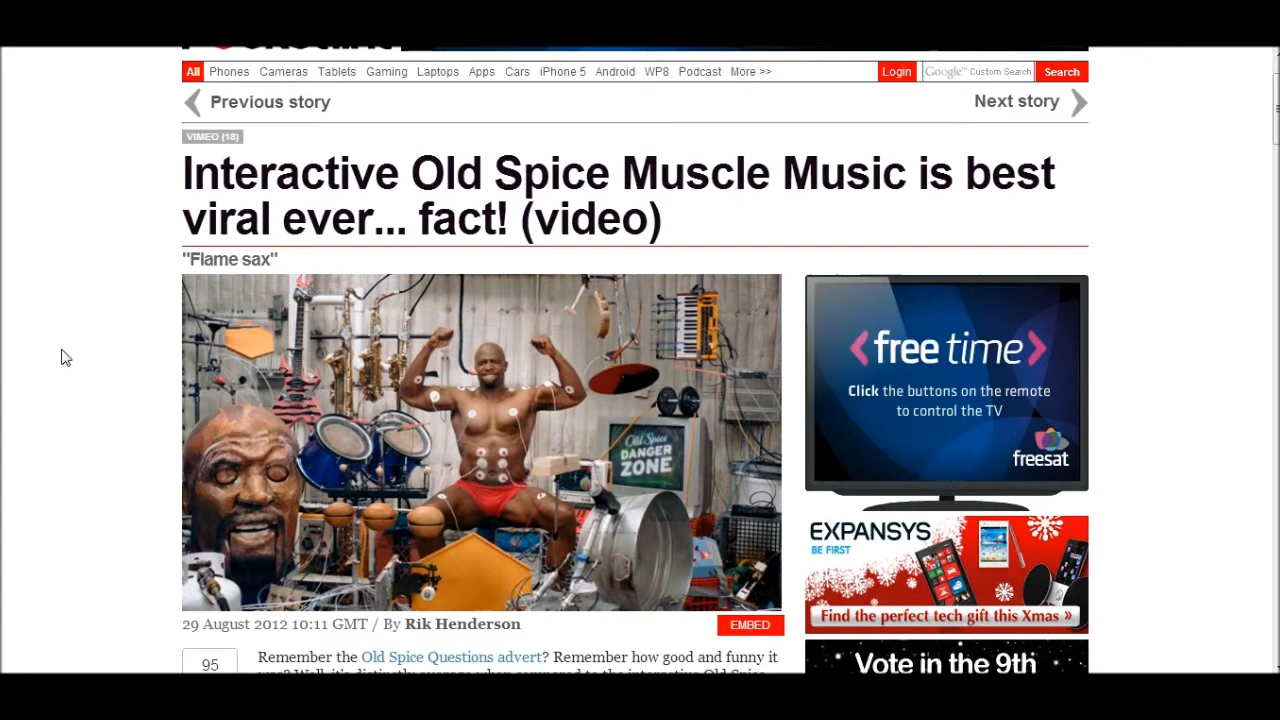 All Phones Cameras Tablets Gaming Laptops Apps Cars iPhone 5 Android WP8 Podcast More >> Login Google™ Custom Search Search
Previous story
Next story
VIMEO (18)
Interactive Old Spice Muscle Music is best
viral ever... fact! (video)
"Flame sax"
Old Spice
DANGER
ZONE
29 August 2012 10:11 GMT / By Rik Henderson
EMBED
95
Remember the Old Spice Questions advert? Remember how good and funny it
<free time>
Click the buttons on the remote
to control the TV
freesat
EXPANSYS
BE FIRST
Find the perfect tech gift this Xmas »
Vote in the 9th